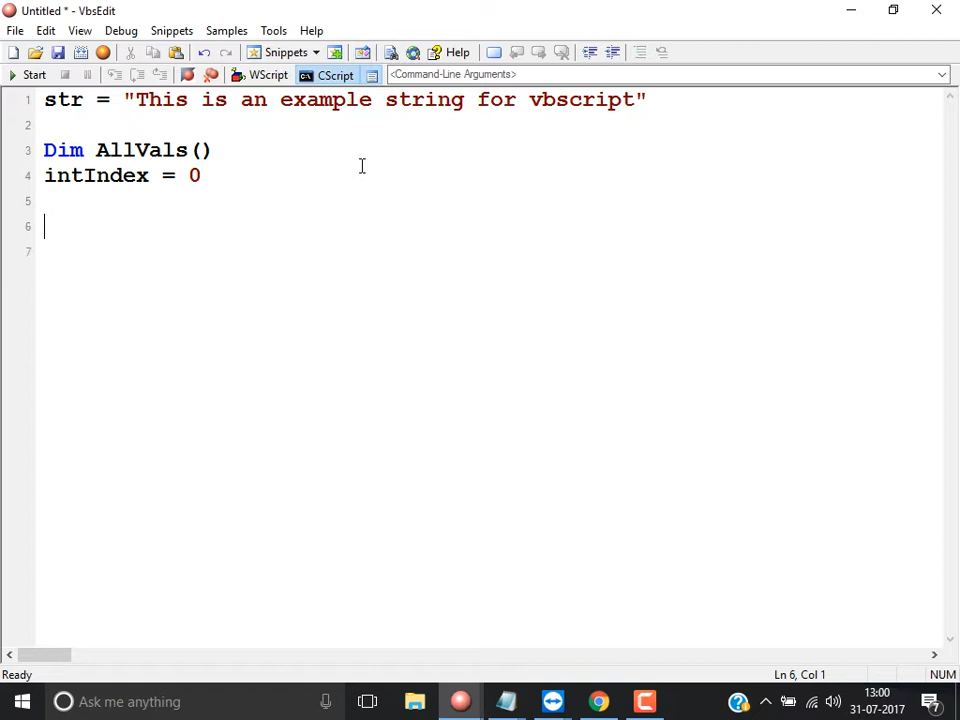 Untitled * - VbsEdit
File Edit View Debug Snippets Samples Tools Help
Snippets Help
Start WScript CScript <Command-Line Arguments>
1 str = "This is an example string for vbscript"
2
3 Dim AllVals()
4 intIndex = 0
5
6
7
Ready Ln 6, Col 1 NUM
Ask me anything 13:00
31-07-2017 7